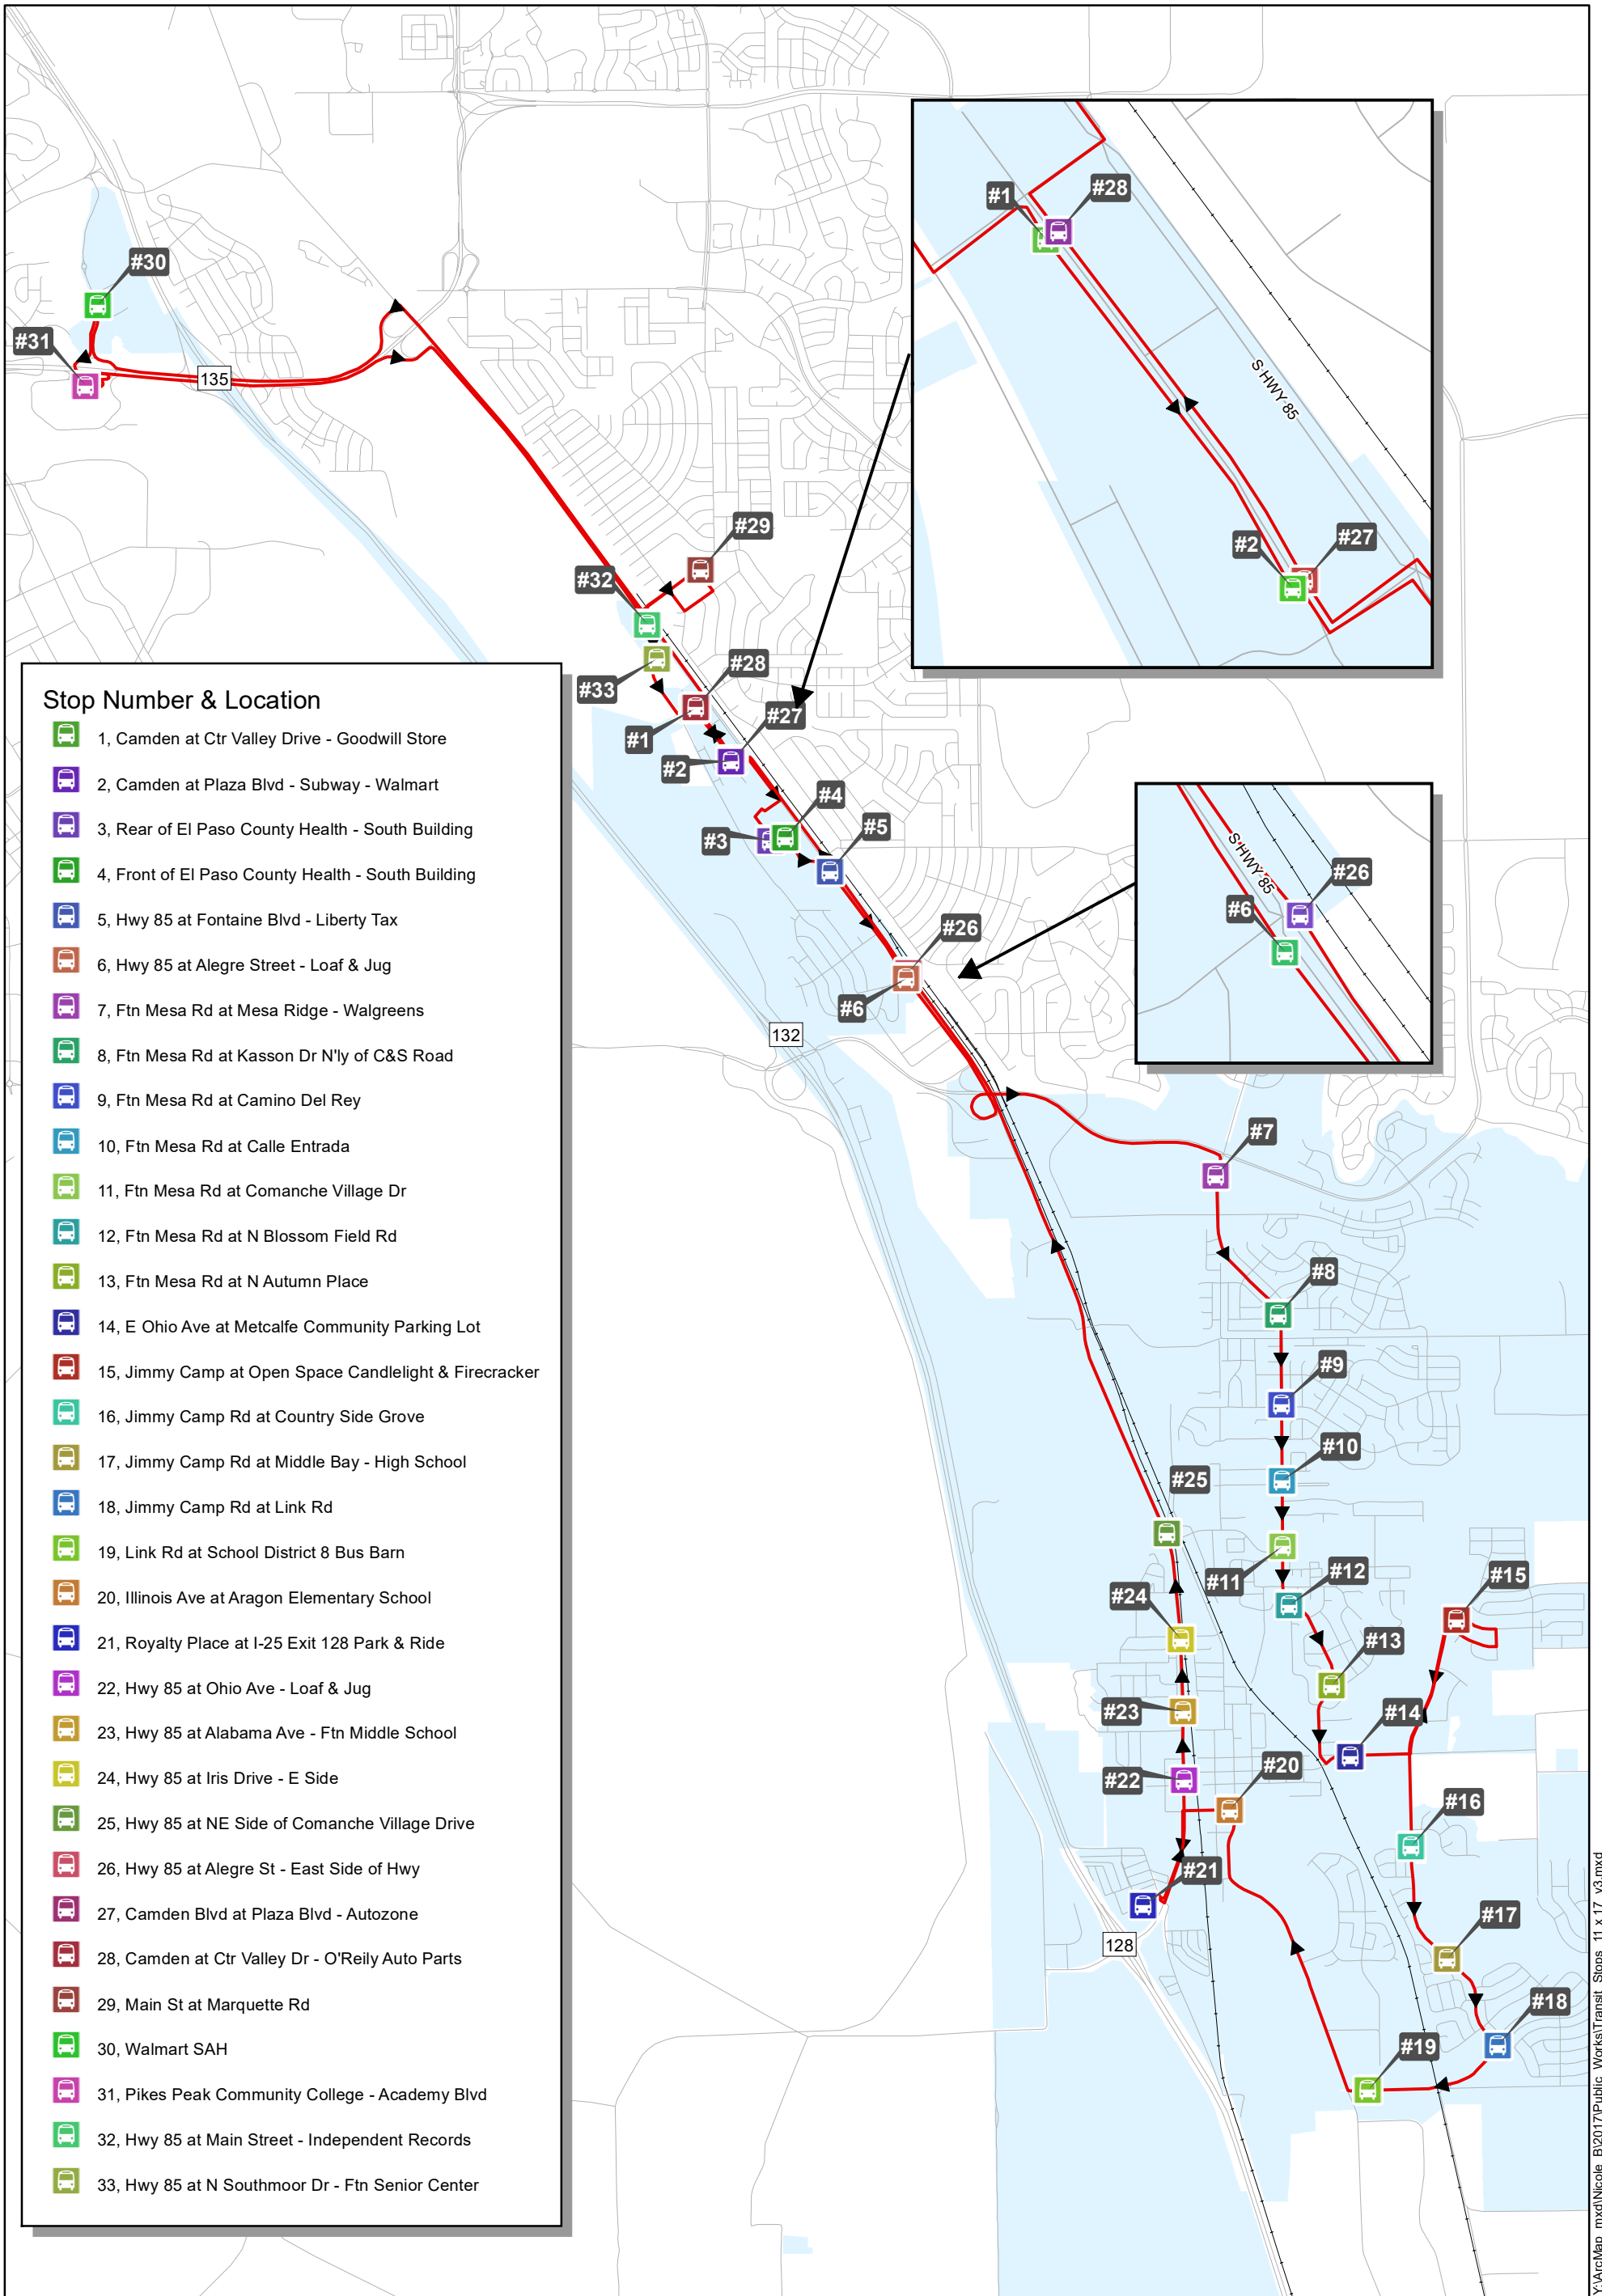 #1
#28
S HWY 85
#2
#27
#30
#31
135
#29
#32
#33
#28
#1
#27
#2
#4
#3
#5
#26
#6
132
S HWY 85
#26
#6
#7
#8
#9
#10
#25
#11
#12
#15
#24
#13
#23
#14
#22
#20
#16
#21
#17
128
#18
#19
Stop Number & Location
1, Camden at Ctr Valley Drive - Goodwill Store
2, Camden at Plaza Blvd - Subway - Walmart
3, Rear of El Paso County Health - South Building
4, Front of El Paso County Health - South Building
5, Hwy 85 at Fontaine Blvd - Liberty Tax
6, Hwy 85 at Alegre Street - Loaf & Jug
7, Ftn Mesa Rd at Mesa Ridge - Walgreens
8, Ftn Mesa Rd at Kasson Dr N'ly of C&S Road
9, Ftn Mesa Rd at Camino Del Rey
10, Ftn Mesa Rd at Calle Entrada
11, Ftn Mesa Rd at Comanche Village Dr
12, Ftn Mesa Rd at N Blossom Field Rd
13, Ftn Mesa Rd at N Autumn Place
14, E Ohio Ave at Metcalfe Community Parking Lot
15, Jimmy Camp at Open Space Candlelight & Firecracker
16, Jimmy Camp Rd at Country Side Grove
17, Jimmy Camp Rd at Middle Bay - High School
18, Jimmy Camp Rd at Link Rd
19, Link Rd at School District 8 Bus Barn
20, Illinois Ave at Aragon Elementary School
21, Royalty Place at I-25 Exit 128 Park & Ride
22, Hwy 85 at Ohio Ave - Loaf & Jug
23, Hwy 85 at Alabama Ave - Ftn Middle School
24, Hwy 85 at Iris Drive - E Side
25, Hwy 85 at NE Side of Comanche Village Drive
26, Hwy 85 at Alegre St - East Side of Hwy
27, Camden Blvd at Plaza Blvd - Autozone
28, Camden at Ctr Valley Dr - O'Reily Auto Parts
29, Main St at Marquette Rd
30, Walmart SAH
31, Pikes Peak Community College - Academy Blvd
32, Hwy 85 at Main Street - Independent Records
33, Hwy 85 at N Southmoor Dr - Ftn Senior Center
Y:\ArcMap_mxd\Nicole_B\2017\Public_Works\Transit_Stops_11 x 17_v3.mxd